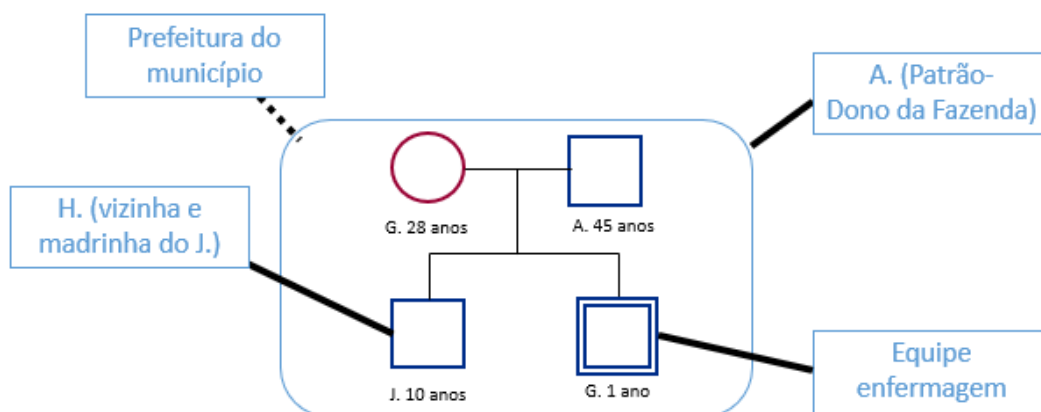 Prefeitura do
município
A. (Patrão-
Dono da Fazenda)
H. (vizinha e
madrinha do J.)
G. 28 anos
A. 45 anos
J. 10 anos
G. 1 ano
Equipe
enfermagem